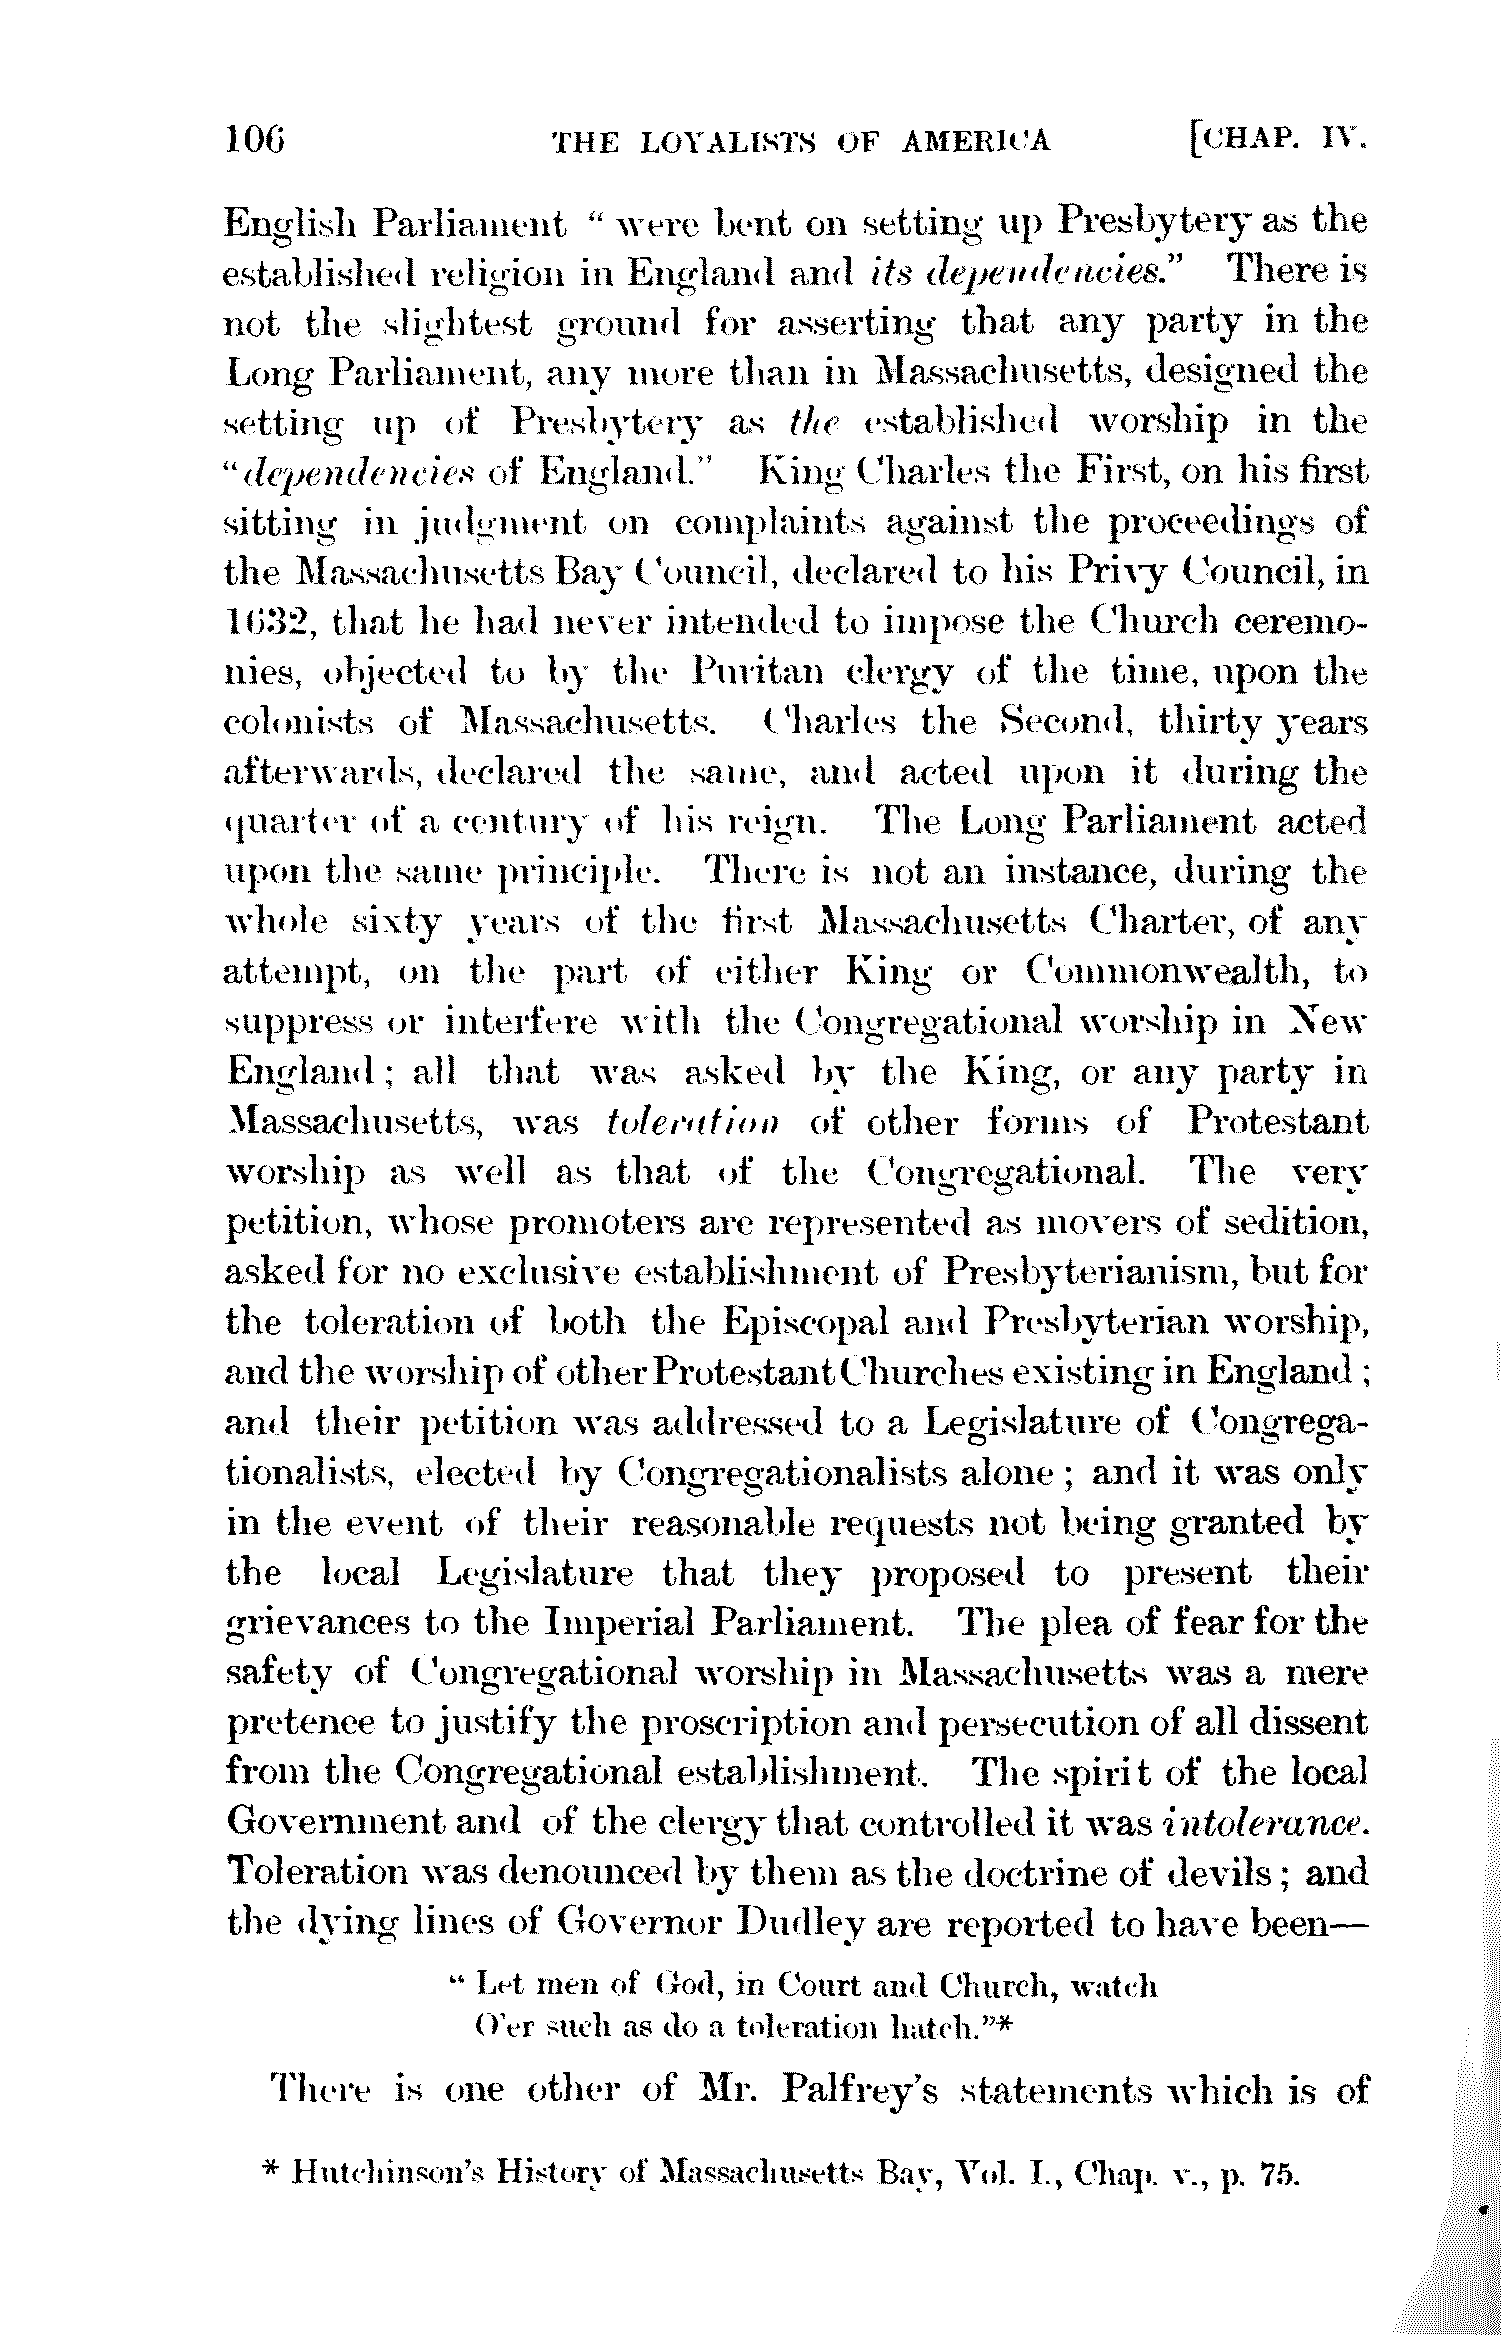 106 THE LOYALISTS OF AMERICA [CHAP. IV.
English Parliament “ were bent on setting up Presbytery as the
established religion in England and its dependencies.” There is
not the slightest ground for asserting that any party in the
Long Parliament, any more than in Massachusetts, designed the
setting up of Presbytery as the established worship in the
“dependencies of England.” King Charles the First, on his first
sitting in judgment on complaints against the proceedings of
the Massachusetts Bay Council, declared to his Privy Council, in
1632, that he had never intended to impose the Church ceremo-
nies, objected to by the Puritan clergy of the time, upon the
colonists of Massachusetts. Charles the Second, thirty years
afterwards, declared the same, and acted upon it during the
quarter of a century of his reign. The Long Parliament acted
upon the same principle. There is not an instance, during the
whole sixty years of the first Massachusetts Charter, of any
attempt, on the part of either King or Commonwealth, to
suppress or interfere with the Congregational worship in New
England ; all that was asked by the King, or any party in
Massachusetts, was toleration of other forms of Protestant
worship as well as that of the Congregational. The very
petition, whose promoters are represented as movers of sedition,
asked for no exclusive establishment of Presbyterianism, but for
the toleration of both the Episcopal and Presbyterian worship,
and the worship of other Protestant Churches existing in England ;
and their petition was addressed to a Legislature of Congrega-
tionalists, elected by Congregationalists alone ; and it was only
in the event of their reasonable requests not being granted by
the local Legislature that they proposed to present their
grievances to the Imperial Parliament. The plea of fear for the
safety of Congregational worship in Massachusetts was a mere
pretence to justify the proscription and persecution of all dissent
from the Congregational establishment. The spirit of the local
Government and of the clergy that controlled it was intolerance.
Toleration was denounced by them as the doctrine of devils ; and
the dying lines of Governor Dudley are reported to have been—
“ Let men of God, in Court and Church, watch
O’er such as do a toleration hatch.”*
There is one other of Mr. Palfrey’s statements which is of
* Hutchinson’s History of Massachusetts Bay, Vol. I., Chap. v., p. 75.